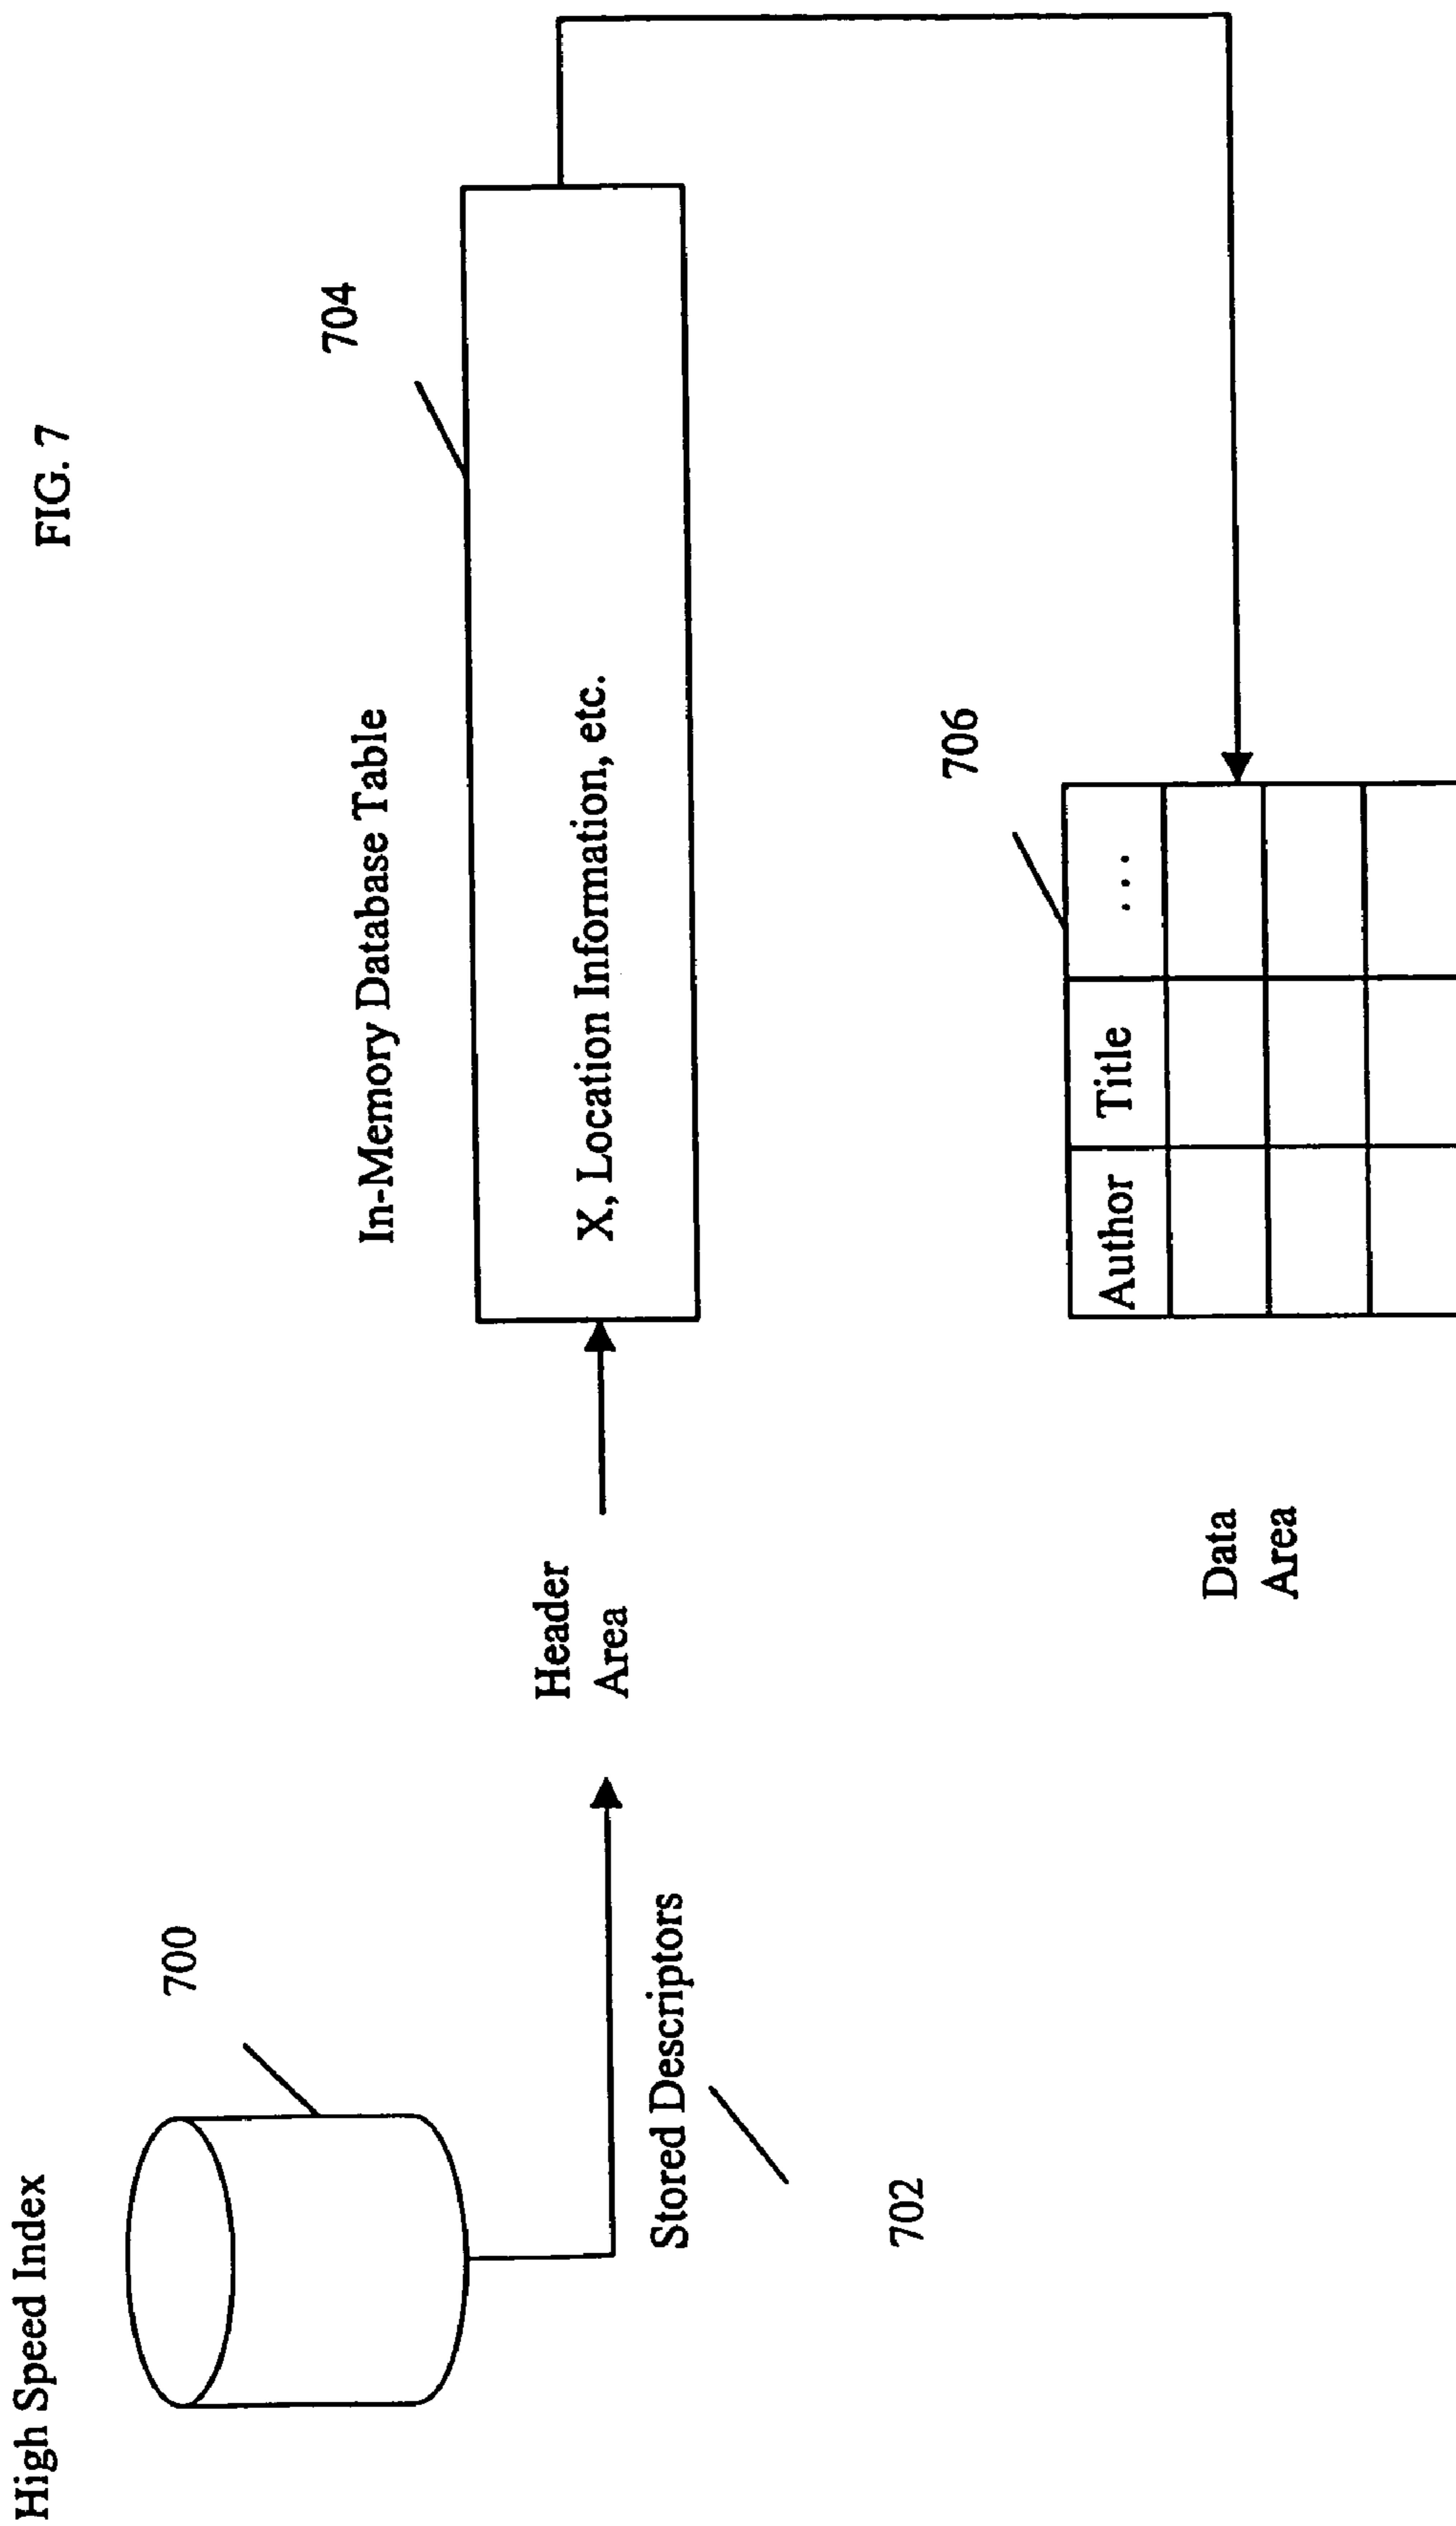 FIG. 7
High Speed Index
700
Stored Descriptors
702
In-Memory Database Table
704
Header
Area
X, Location Information, etc.
706
Data
Area
Author Title ...